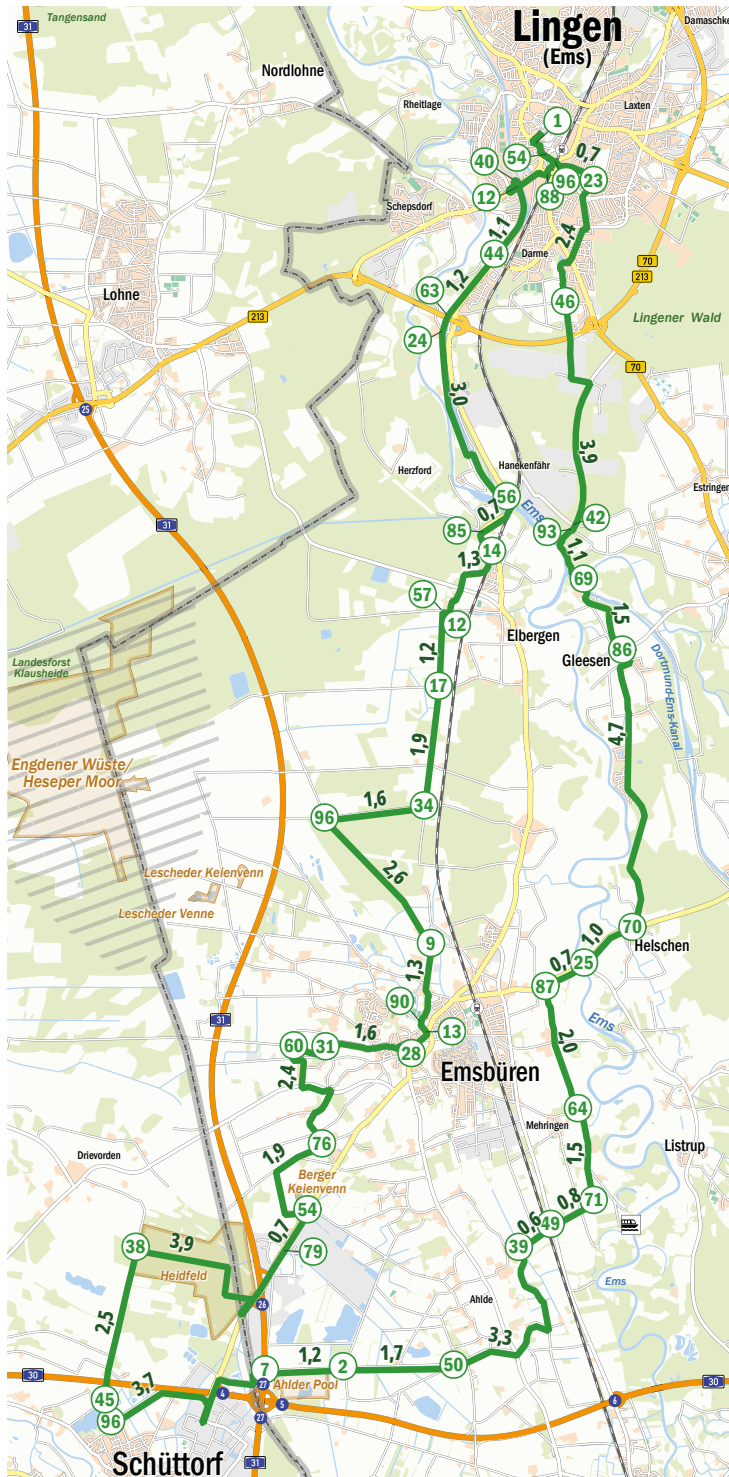 Tangensand
31
Lingen
(Ems)
Damaschke
Nordlohne
Rheitlage
Laxten
1
54
0,7
40
96
23
12
88
Schepsdorf
1,1
2,4
44
Darme
70
213
1,2
63
Lohne
46
213
Lingener Wald
24
70
25
3,0
3,9
Herzford
Hanekenfähr
Estringen
56
0,7
Ems
42
31
85
93
14
1,1
1,3
69
57
1,5
12
Elbergen
86
1,2
Gleesen
Landesforst
Klausheide
17
Dortmund-Ems-Kanal
4,7
1,9
Engdener Wüste/
Heseper Moor
1,6
34
96
2,6
Lescheder Keienvenn
Lescheder Venne
9
70
1,0
Helschen
0,7
25
1,3
87
90
31
Ems
13
1,6
2,0
60
31
28
Emsbüren
2,4
64
Mehringen
76
1,5
Listrup
1,9
Drievorden
Berger
Keienvenn
0,8
71
54
0,6
49
0,7
38
3,9
79
39
Heidfeld
Ems
26
Ahlde
2,5
3,3
1,2
1,7
7
2
50
30
3,7
27
Ahlder Pool
30
45
4
5
6
96
27
Schüttorf
31